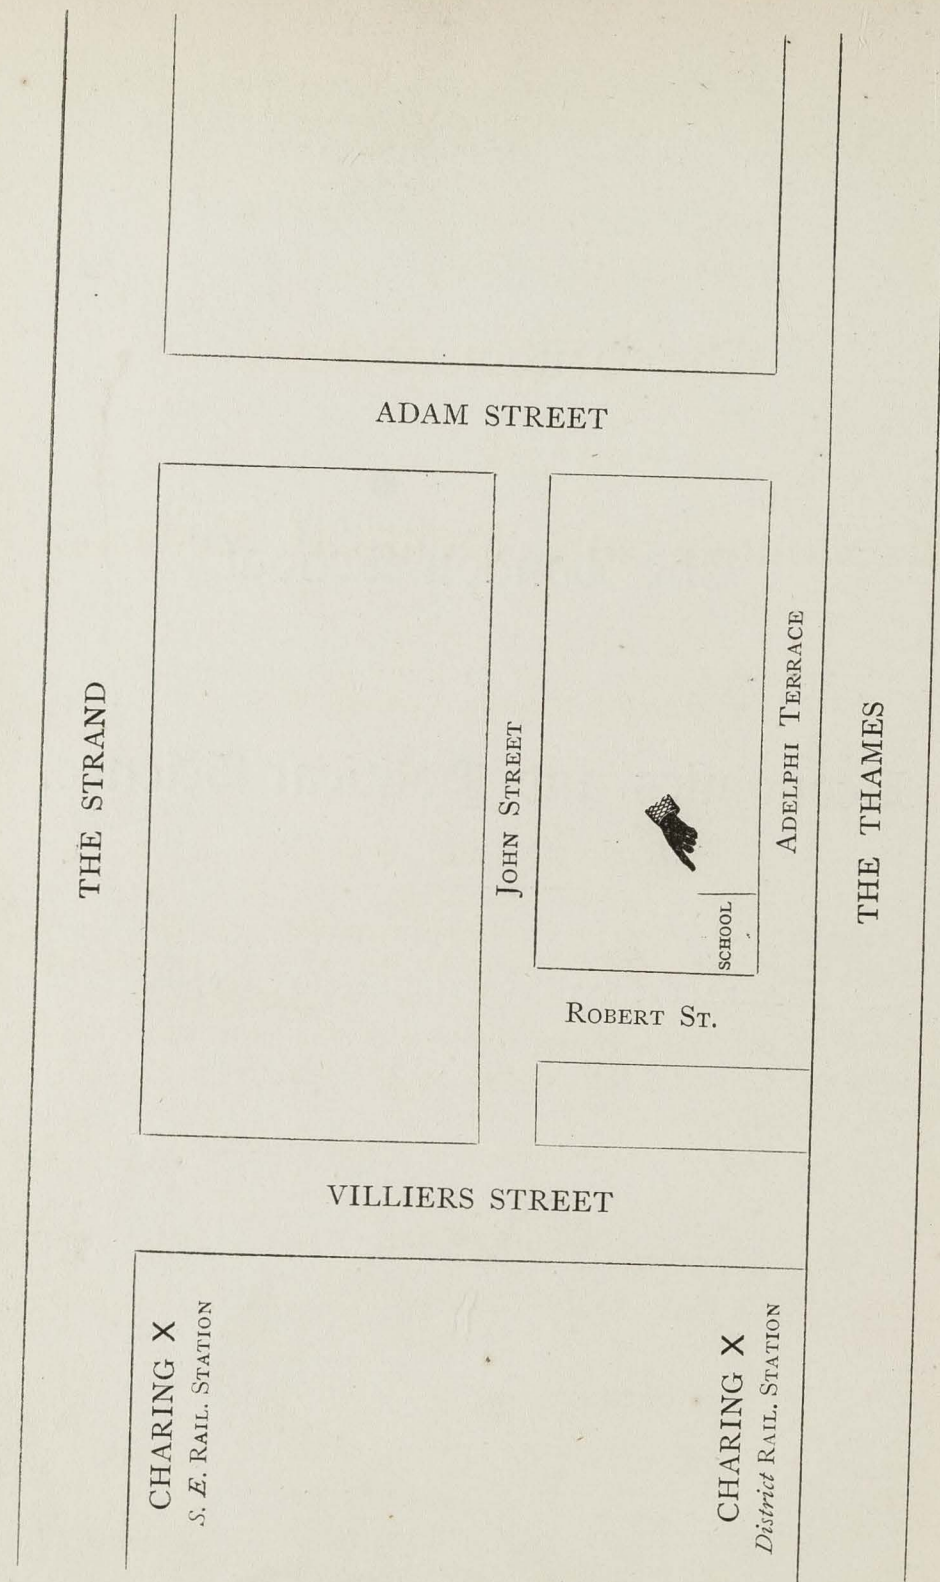 ADAM STREET
THE STRAND
JOHN STREET
ADELPHI TERRACE
THE THAMES
SCHOOL
ROBERT ST.
VILLIERS STREET
CHARING X
S. E. RAIL. STATION
CHARING X
District RAIL. STATION